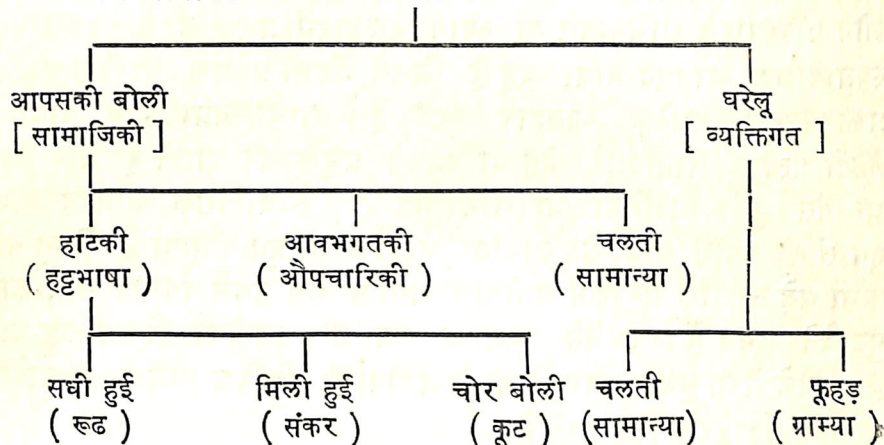 आपसकी बोली घरेलू
[ सामाजिकी ] [ व्यक्तिगत ]
हाटकी आवभगतकी चलती
( हट्टभाषा ) ( औपचारिकी ) ( सामान्या )
सधी हुई मिली हुई चोर बोली चलती फूहड़
( रूढ ) ( संकर ) ( कूट ) (सामान्या) ( ग्राम्या )